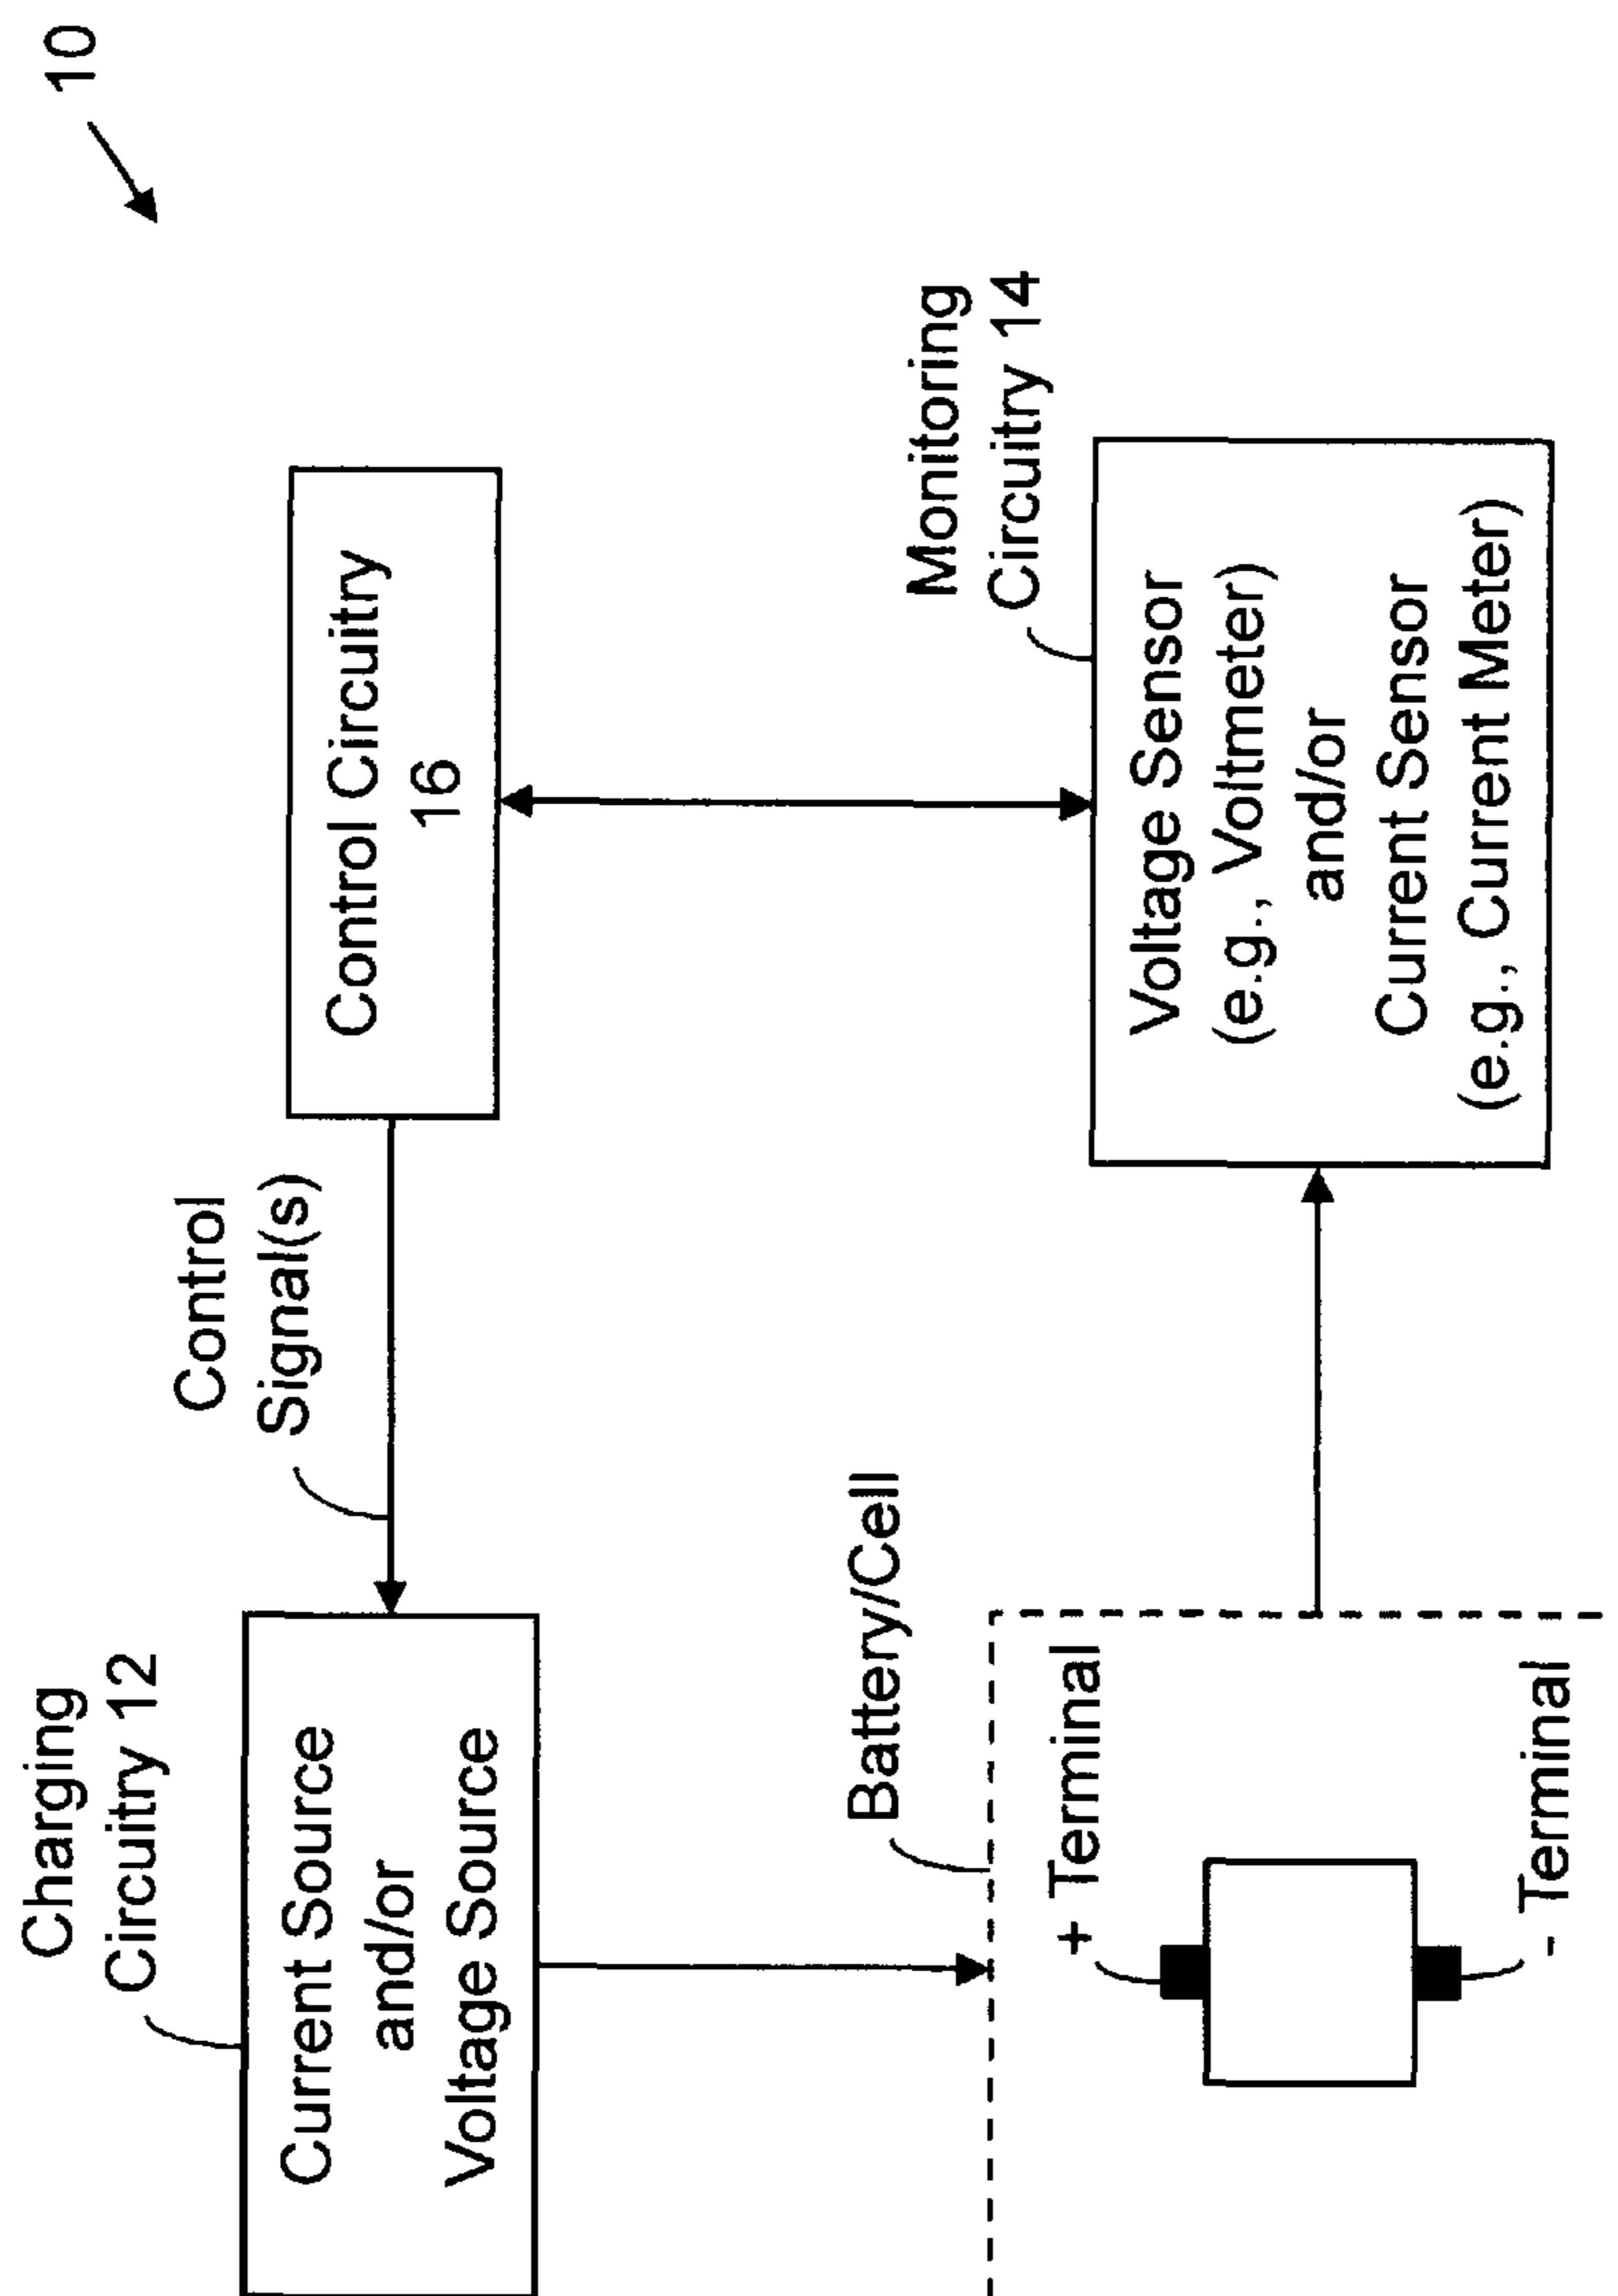 10
Charging
Circuitry 12
Current Source
and/or
Voltage Source
Control
Signal(s)
Control Circuitry
16
Battery/Cell
+ Terminal
- Terminal
Monitoring
Circuitry 14
Voltage Sensor
(e.g., Voltmeter)
and/or
Current Sensor
(e.g., Current Meter)